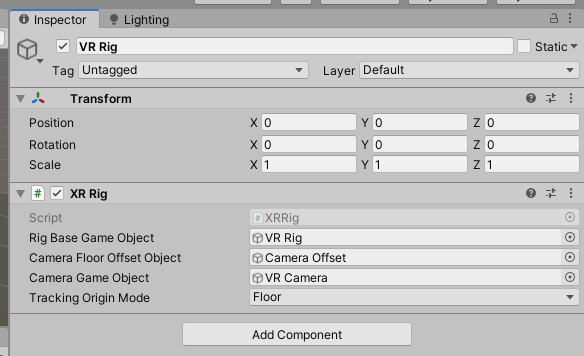 Inspector Lighting
VR Rig Static
Tag Untagged Layer Default
Transform
Position X 0 Y 0 Z 0
Rotation X 0 Y 0 Z 0
Scale X 1 Y 1 Z 1
# XR Rig
Script # XRRig
Rig Base Game Object VR Rig
Camera Floor Offset Object Camera Offset
Camera Game Object VR Camera
Tracking Origin Mode Floor
Add Component